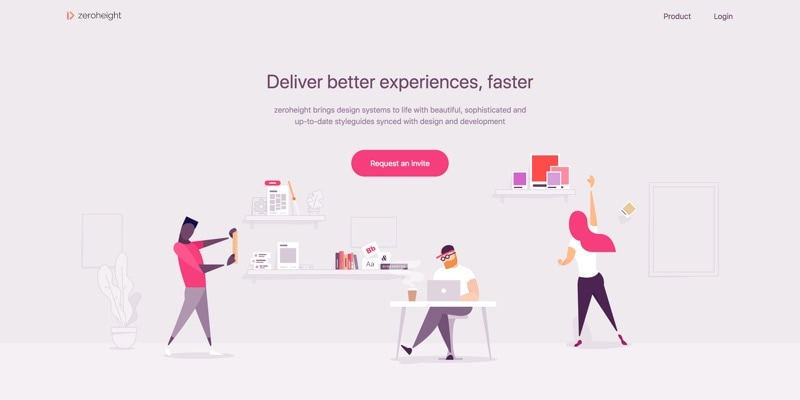 zeroheight
Product
Login
Deliver better experiences, faster
zeroheight brings design systems to life with beautiful, sophisticated and
up-to-date styleguides synced with design and development
Request an invite
Bb
Aa
&